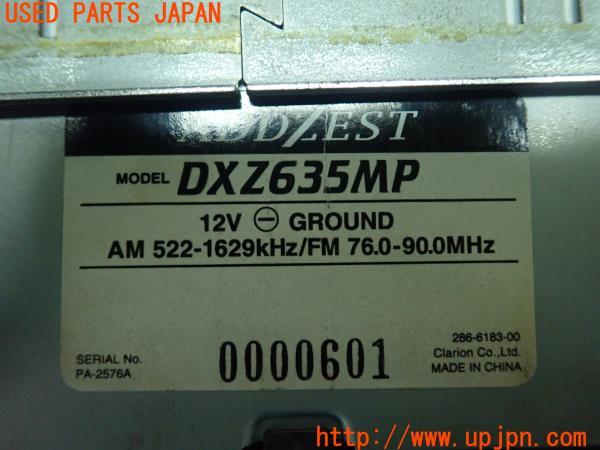 USED PARTS JAPAN
ADDZEST
MODEL DXZ635MP
12V ⊖ GROUND
AM 522-1629kHz/FM 76.0-90.0MHz
286-6183-00
SERIAL No. 0000601 Clarion Co.,Ltd.
PA-2576A MADE IN CHINA
http://www.upjpn.com